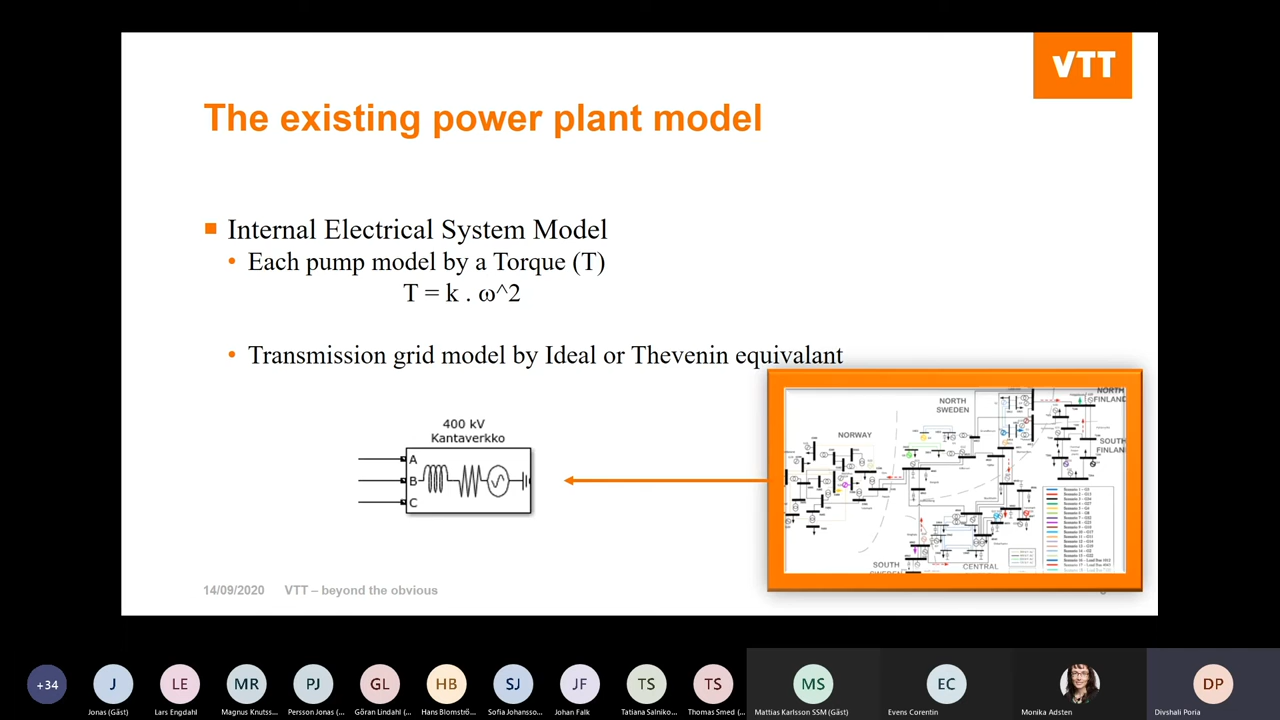 VTT
The existing power plant model
Internal Electrical System Model
• Each pump model by a Torque (T)
T = k . ω^2
• Transmission grid model by Ideal or Thevenin equivalant
400 kV
Kantaverkko
A
B
C
NORTH
SWEDEN
NORTH
FINLAND
NORWAY
SOUTH
FINLAND
SOUTH
CENTRAL
14/09/2020 VTT – beyond the obvious
+34
J
LE
MR
PJ
GL
HB
SJ
JF
TS
TS
MS
EC
DP
Jonas (Gäst)
Lars Engdahl
Magnus Knutss...
Persson Jonas (...
Göran Lindahl (...
Hans Blomströ...
Sofia Johansso...
Johan Falk
Tatiana Salniko...
Thomas Smed (...
Mattias Karlsson SSM (Gäst)
Evens Corentin
Monika Adsten
Divshali Poria